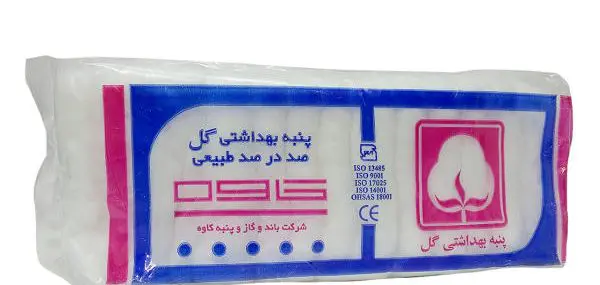 پنبه بهداشتی گل
صد در صد طبیعی
کاوه
شرکت باند و گاز و پنبه کاوه
ISO 13485
ISO 9001
ISO 17025
ISO 14001
OHSAS 18001
CE
پنبه بهداشتی گل